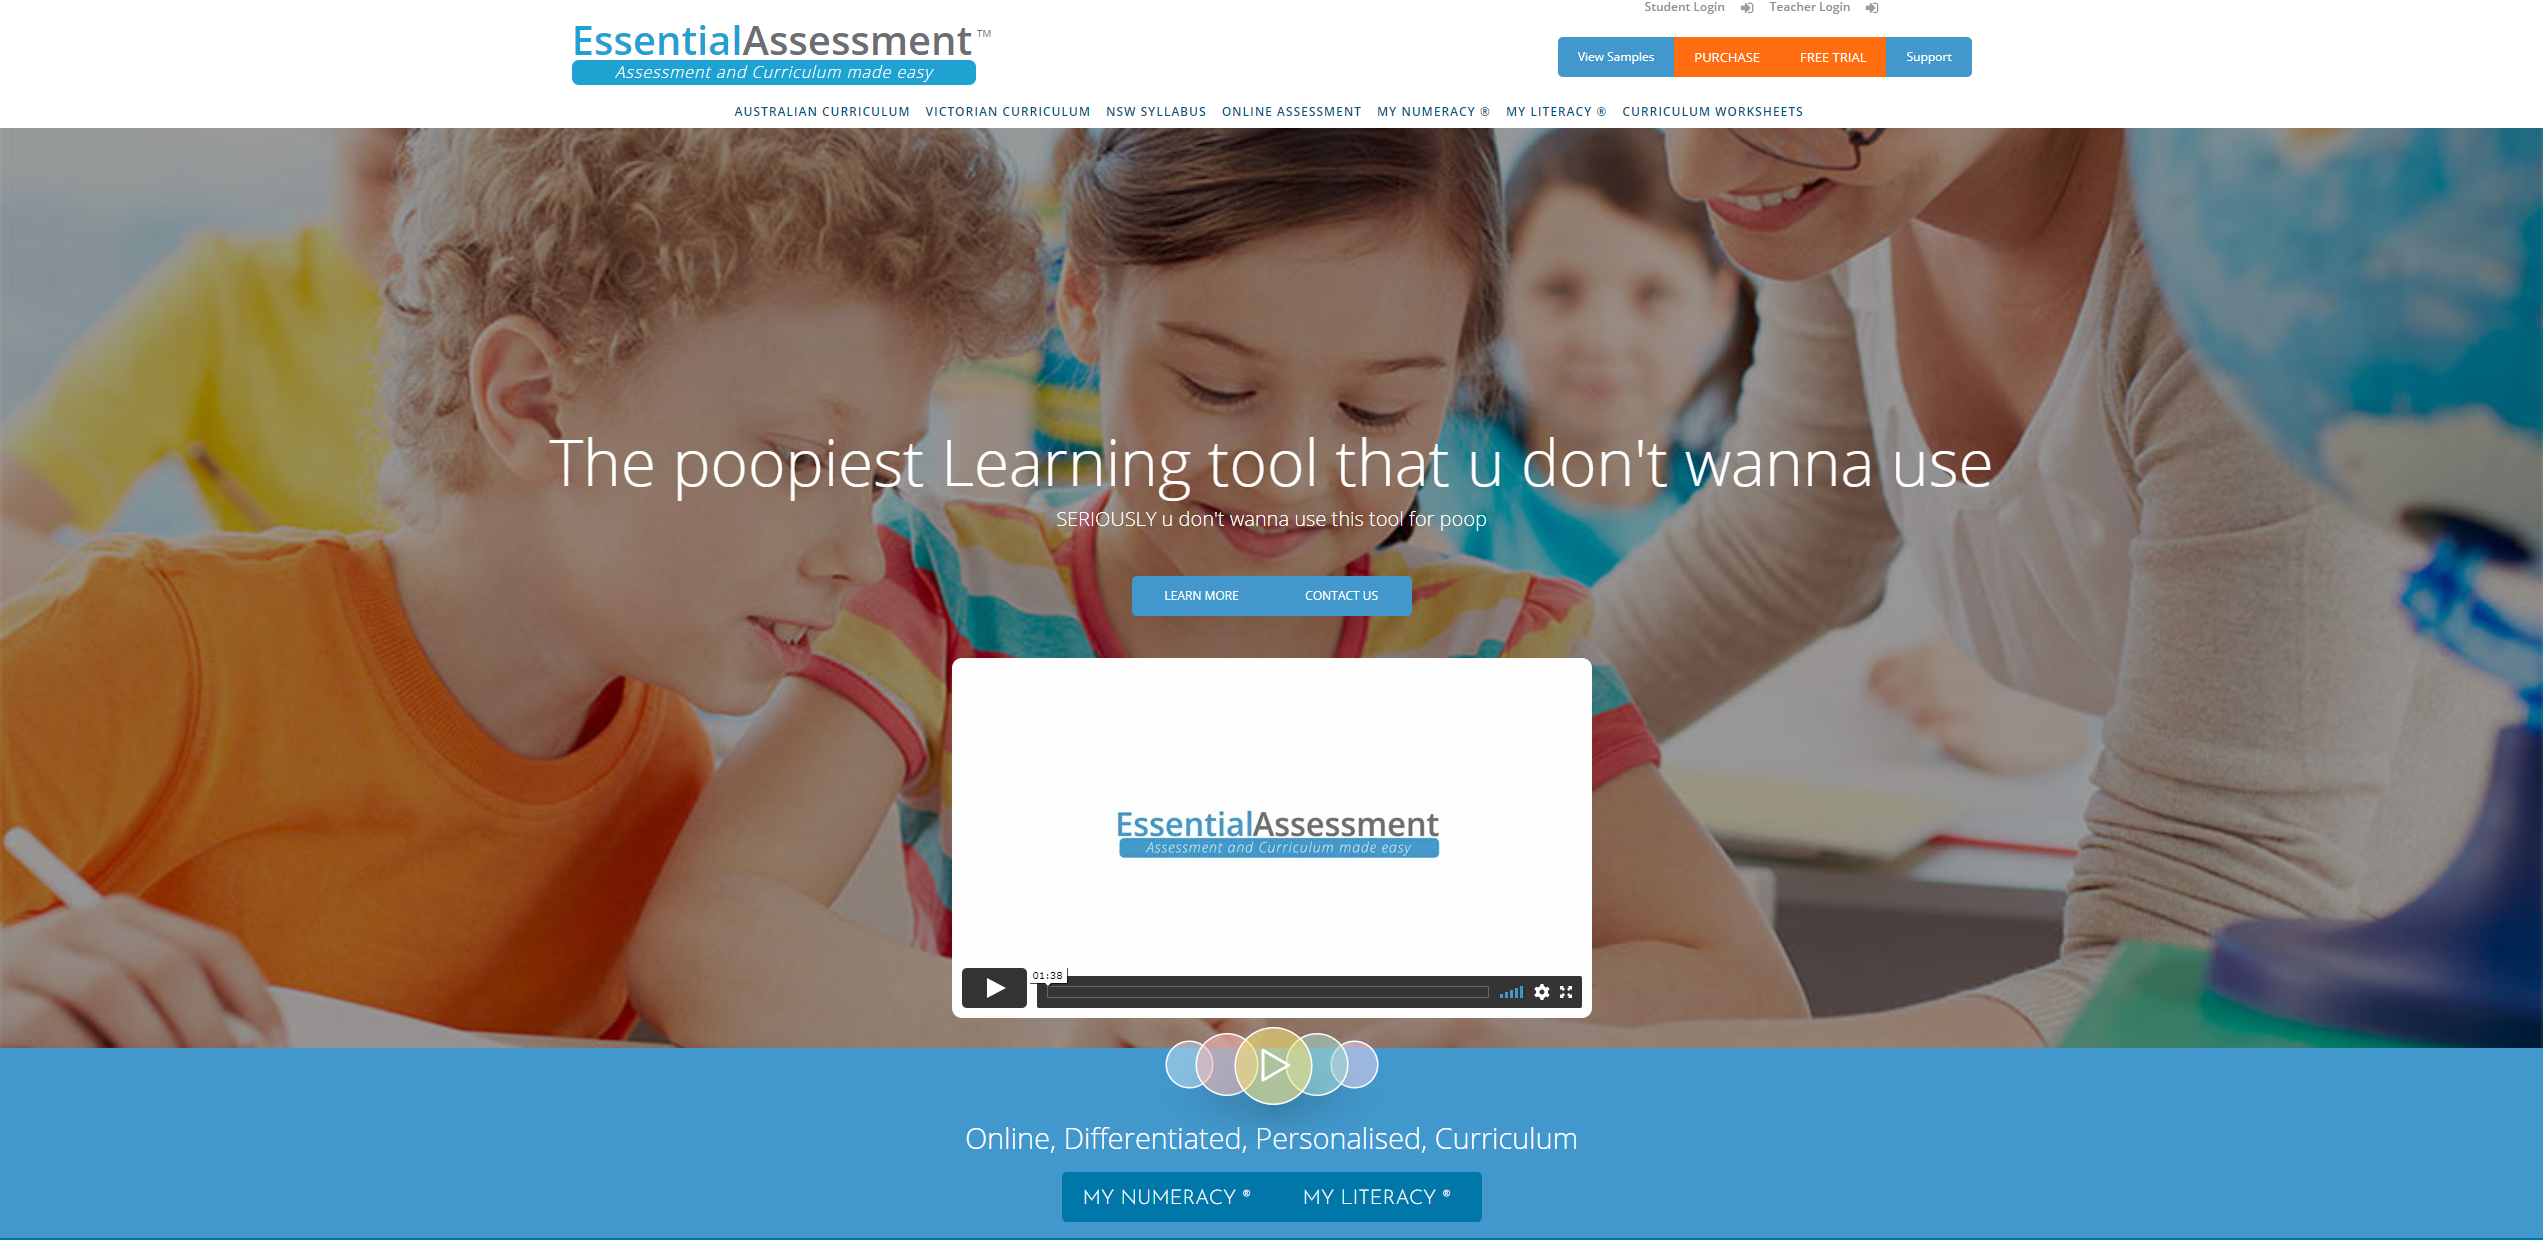 Student Login Teacher Login
EssentialAssessment™
Assessment and Curriculum made easy
View Samples PURCHASE FREE TRIAL Support
AUSTRALIAN CURRICULUM VICTORIAN CURRICULUM NSW SYLLABUS ONLINE ASSESSMENT MY NUMERACY ® MY LITERACY ® CURRICULUM WORKSHEETS
The poopiest Learning tool that u don't wanna use
SERIOUSLY u don't wanna use this tool for poop
LEARN MORE CONTACT US
EssentialAssessment
Assessment and Curriculum made easy
01:38
Online, Differentiated, Personalised, Curriculum
MY NUMERACY ® MY LITERACY ®